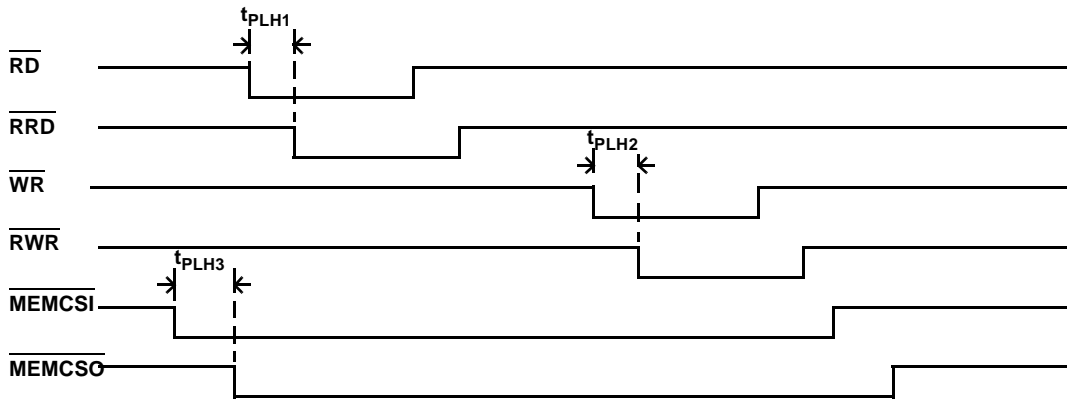 tPLH1
RD
RRD
tPLH2
WR
RWR
tPLH3
MEMCSI
MEMCSO